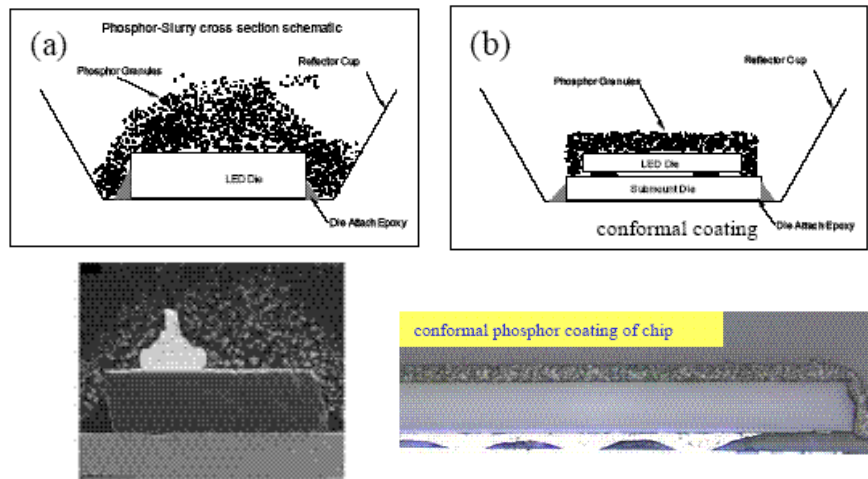 Phosphor-Slurry cross section schematic
(a)
Phosphor Granules
Reflector Cup
LED Die
Die Attach Epoxy
(b)
Reflector Cup
Phosphor Granules
LED Die
Submount Die
Die Attach Epoxy
conformal coating
conformal phosphor coating of chip